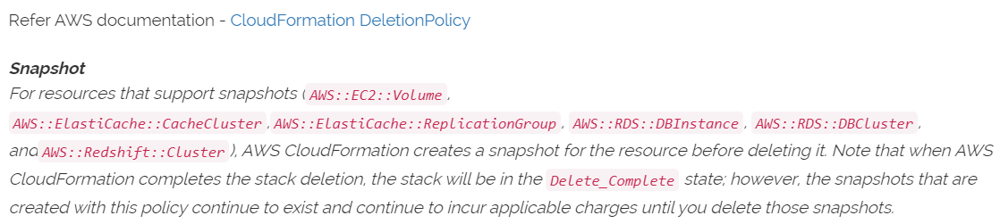 Refer AWS documentation - CloudFormation DeletionPolicy
Snapshot
For resources that support snapshots (AWS::EC2::Volume,
AWS::ElastiCache::CacheCluster,AWS::ElastiCache::ReplicationGroup, AWS::RDS::DBInstance, AWS::RDS::DBCluster,
andAWS::Redshift::Cluster), AWS CloudFormation creates a snapshot for the resource before deleting it. Note that when AWS
CloudFormation completes the stack deletion, the stack will be in the Delete_Complete state; however, the snapshots that are
created with this policy continue to exist and continue to incur applicable charges until you delete those snapshots.